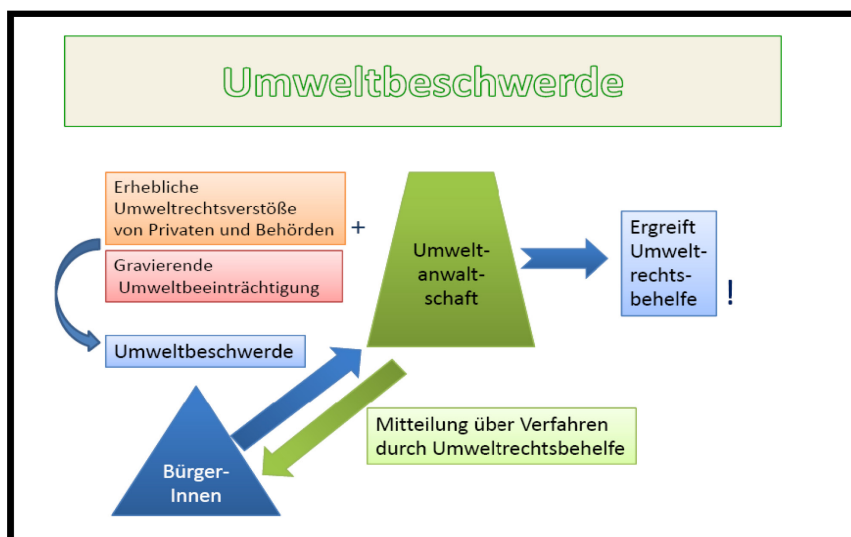 Umweltbeschwerde
Erhebliche
Umweltrechtsverstöße
von Privaten und Behörden
+
Gravierende
Umweltbeeinträchtigung
Umweltbeschwerde
Umwelt-
anwalt-
schaft
Ergreift
Umwelt-
rechts-
behelfe
!
Mitteilung über Verfahren
durch Umweltrechtsbehelfe
Bürger-
Innen